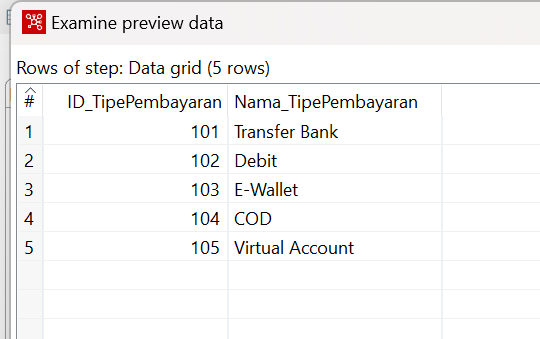 Examine preview data
Rows of step: Data grid (5 rows)
# ID_TipePembayaran Nama_TipePembayaran
1 101 Transfer Bank
2 102 Debit
3 103 E-Wallet
4 104 COD
5 105 Virtual Account